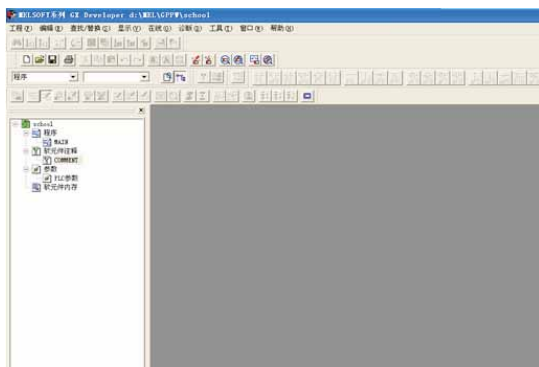 MELSOFT系列 GX Developer d:\MEL\GPPW\school
工程(F) 编辑(E) 查找/替换(S) 显示(V) 在线(O) 诊断(D) 工具(T) 窗口(W) 帮助(H)
程序
school
程序
MAIN
软元件注释
COMMENT
参数
PLC参数
软元件内存